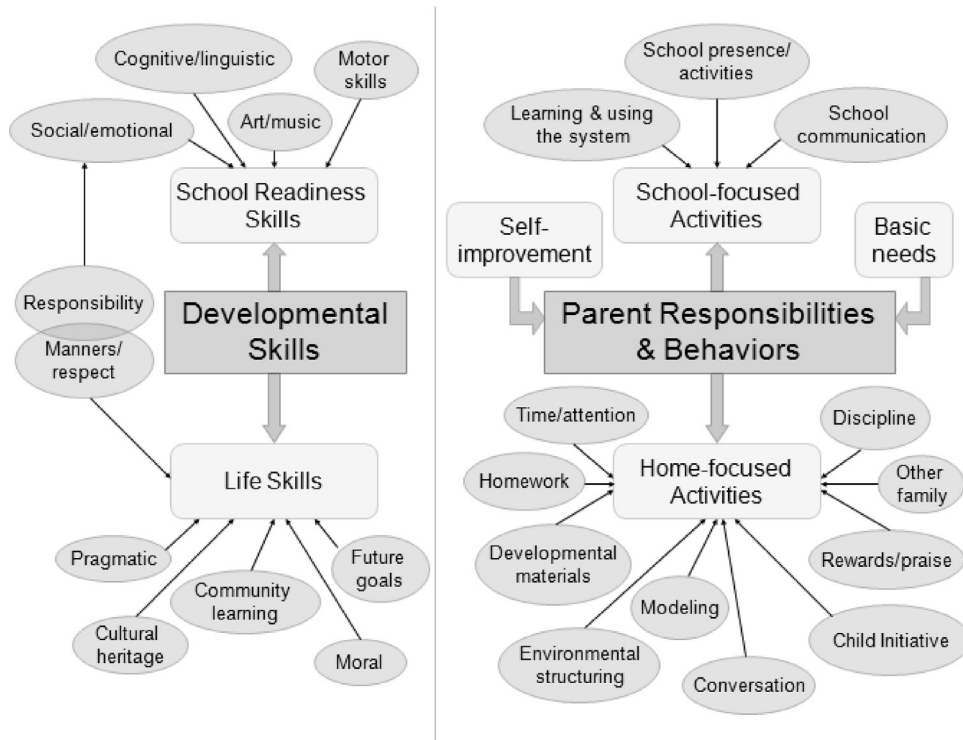 Cognitive/linguistic
Motor
skills
Art/music
Social/emotional
School Readiness
Skills
Responsibility
Manners/
respect
Developmental
Skills
Life Skills
Pragmatic
Cultural
heritage
Community
learning
Moral
Future
goals
School presence/
activities
Learning & using
the system
School
communication
School-focused
Activities
Self-
improvement
Basic
needs
Parent Responsibilities
& Behaviors
Time/attention
Discipline
Homework
Home-focused
Activities
Other
family
Developmental
materials
Rewards/praise
Modeling
Child Initiative
Environmental
structuring
Conversation